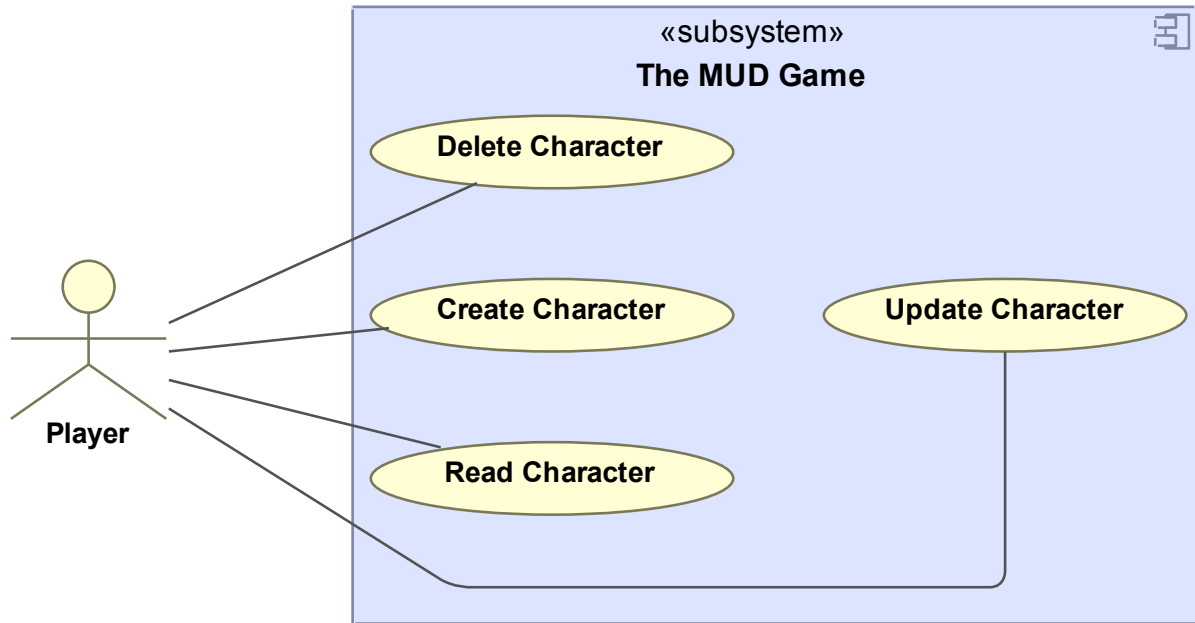 «subsystem»
The MUD Game
Delete Character
Create Character
Update Character
Player
Read Character